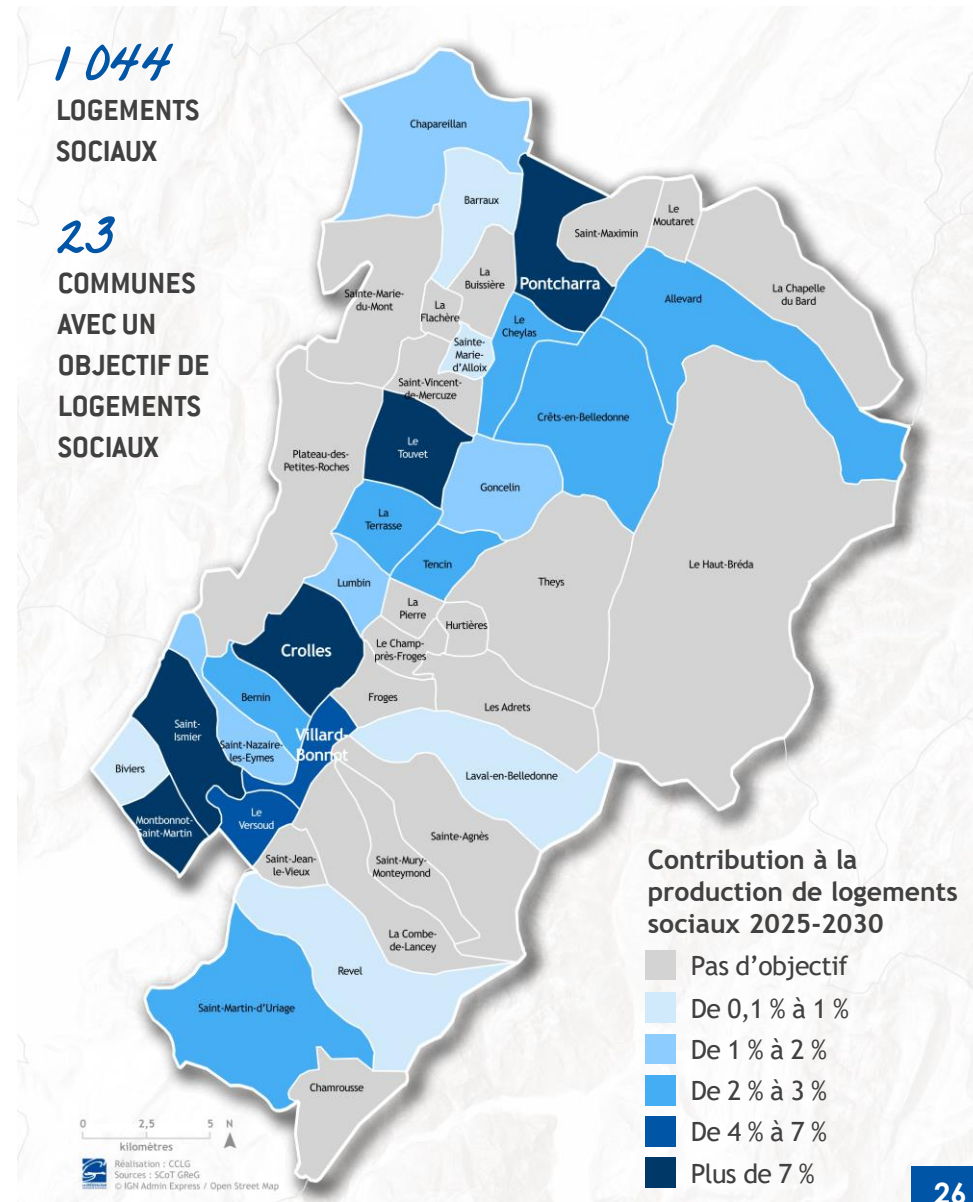 1 044
LOGEMENTS
SOCIAUX
23
COMMUNES
AVEC UN
OBJECTIF DE
LOGEMENTS
SOCIAUX
Chapareillan
Barraux
Le
Moutaret
Saint-Maximin
La
Buissière
Pontcharra
La Chapelle
du Bard
Allevard
Sainte-Marie-
du-Mont
La
Flachère
Le
Cheylas
Sainte-
Marie-
d'Alloix
Saint-Vincent-
de-Mercuze
Crêts-en-Belledonne
Le
Touvet
Plateau-des-
Petites-Roches
Goncelin
La
Terrasse
Tencin
Le Haut-Bréda
Lumbin
Theys
La
Pierre
Hurtières
Le Champ-
près-Froges
Crolles
Froges
Bernin
Les Adrets
Saint-
Ismier
Villard-
Bonnot
Saint-Nazaire-
les-Eymes
Biviers
Laval-en-Belledonne
Montbonnot-
Saint-Martin
Le
Versoud
Sainte-Agnès
Saint-Jean-
le-Vieux
Saint-Mury-
Monteymond
La Combe-
de-Lancey
Revel
Saint-Martin-d'Uriage
Chamrousse
Contribution à la
production de logements
sociaux 2025-2030
Pas d'objectif
De 0,1 % à 1 %
De 1 % à 2 %
De 2 % à 3 %
De 4 % à 7 %
Plus de 7 %
0 2,5 5 N
kilomètres
Réalisation : CCLG
Sources : SCoT GReG
© IGN Admin Express / Open Street Map
26